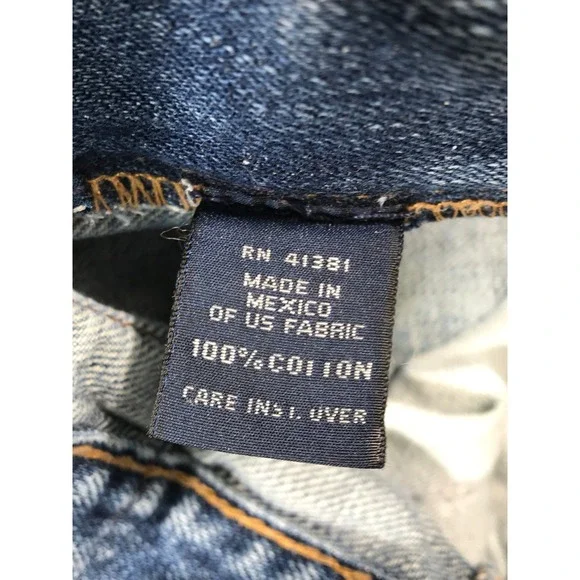 RN 41381
MADE IN
MEXICO
OF US FABRIC
100% COTTON
CARE INST. OVER